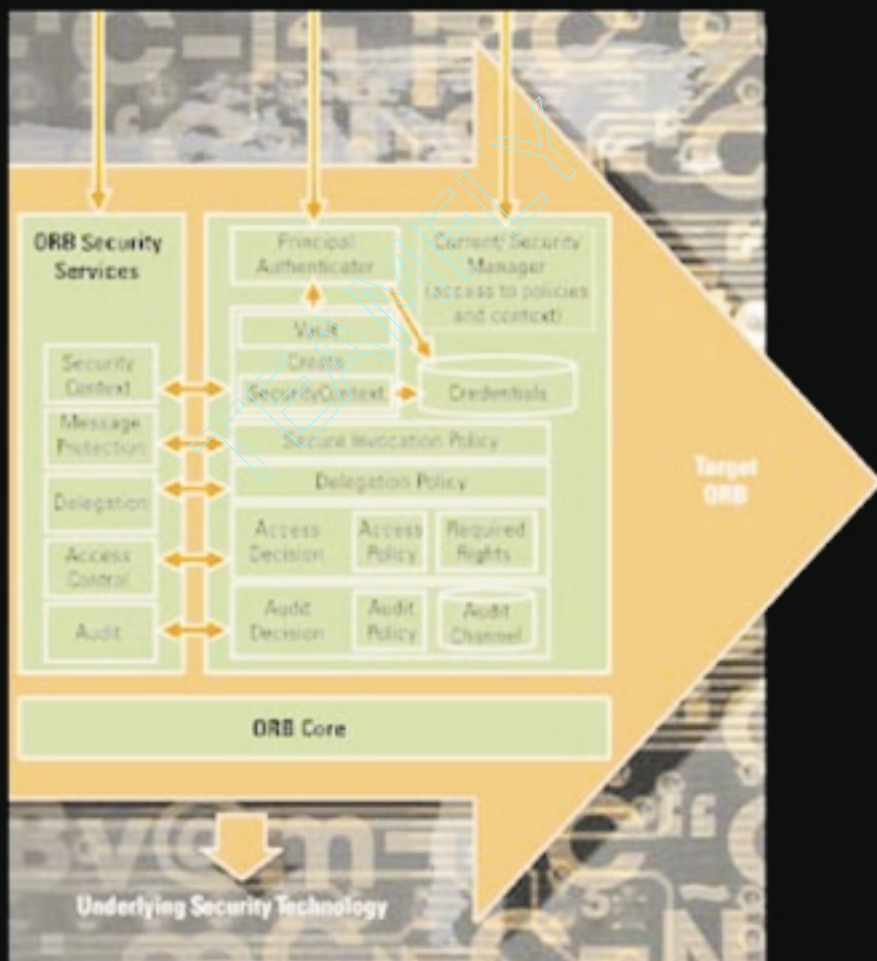 ORB Security
Services
Security
Context
Message
Protection
Delegation
Access
Control
Audit
Principal
Authenticator
Current/Security
Manager
(access to policies
and context)
Vault
Create
SecurityContext
Credentials
Secure Invocation Policy
Delegation Policy
Access
Decision
Access
Policy
Required
Rights
Audit
Decision
Audit
Policy
Audit
Channel
Target
ORB
ORB Core
Underlying Security Technology
TEAMFLY